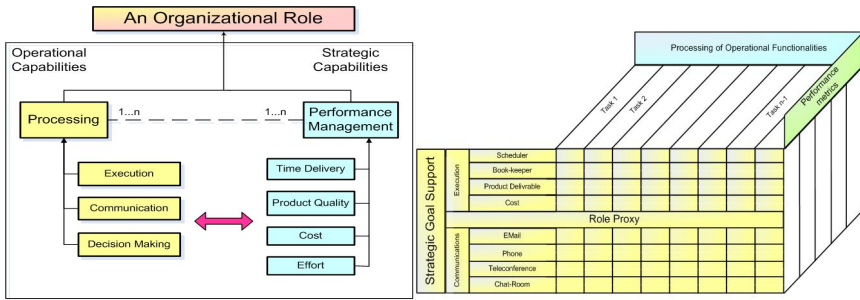 An Organizational Role
Operational
Capabilities
Strategic
Capabilities
Processing
1...n
1...n
Performance
Management
Execution
Communication
Decision Making
Time Delivery
Product Quality
Cost
Effort
Processing of Operational Functionalities
Task 1
Task 2
Task n-1
Performance
metrics
Strategic Goal Support
Execution
Scheduler
Book-keeper
Product Delivrable
Cost
Role Proxy
Communications
EMail
Phone
Teleconference
Chat-Room